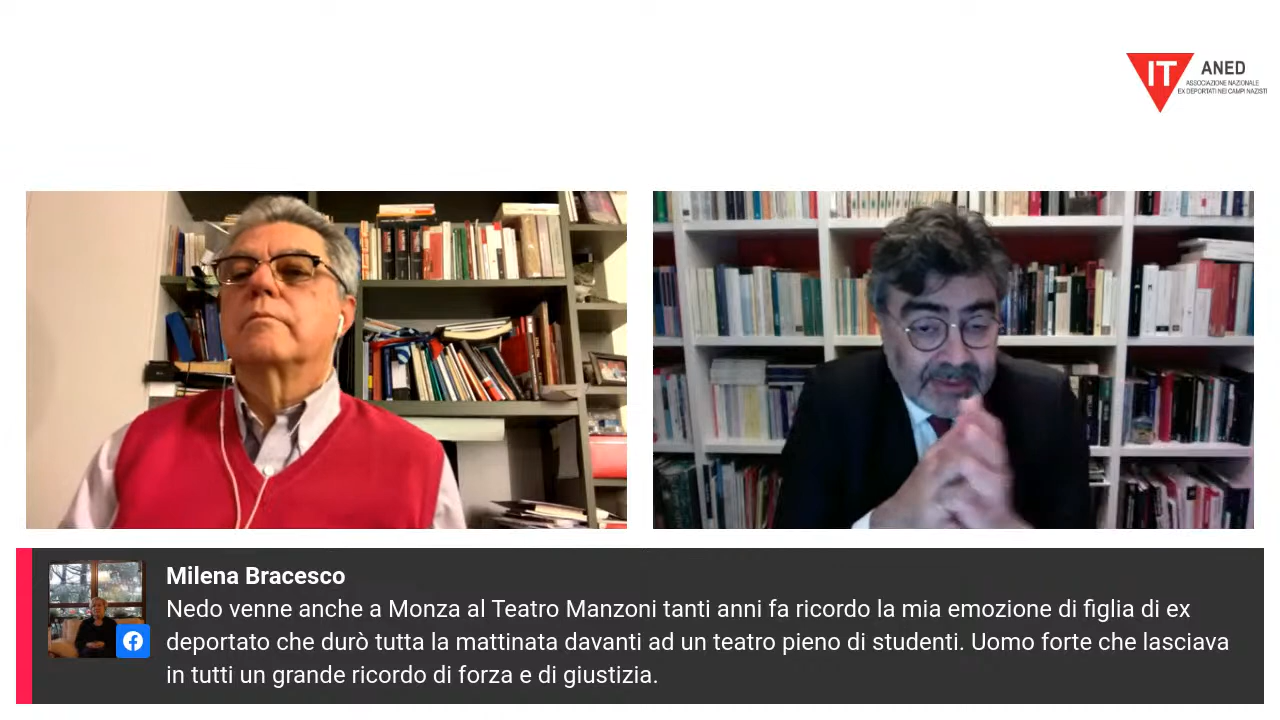 IT
ANED
ASSOCIAZIONE NAZIONALE
EX DEPORTATI NEI CAMPI NAZISTI
Milena Bracesco
Nedo venne anche a Monza al Teatro Manzoni tanti anni fa ricordo la mia emozione di figlia di ex
deportato che durò tutta la mattinata davanti ad un teatro pieno di studenti. Uomo forte che lasciava
in tutti un grande ricordo di forza e di giustizia.